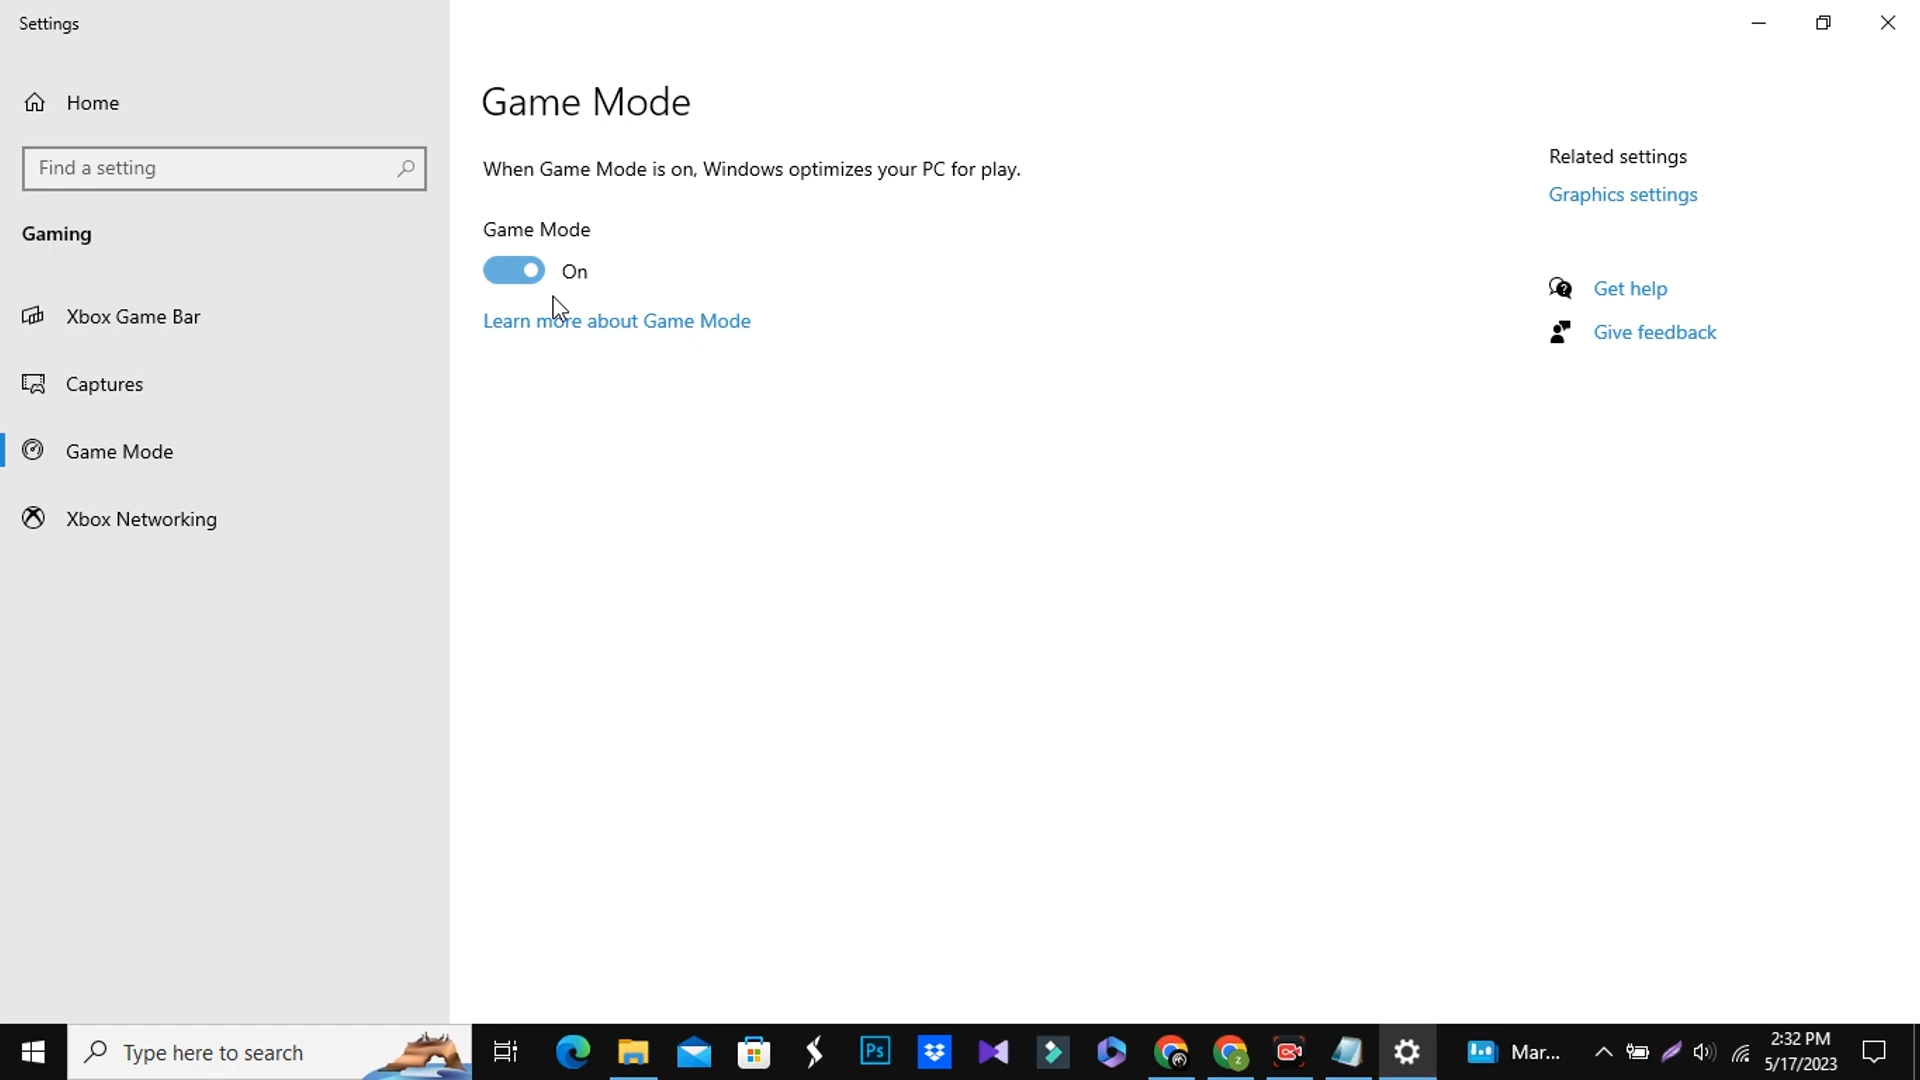 Settings
Home
Find a setting
Gaming
Xbox Game Bar
Captures
Game Mode
Xbox Networking
Game Mode
When Game Mode is on, Windows optimizes your PC for play.
Game Mode
On
Learn more about Game Mode
Related settings
Graphics settings
Get help
Give feedback
Type here to search
Ps
z
Mar...
2:32 PM
5/17/2023